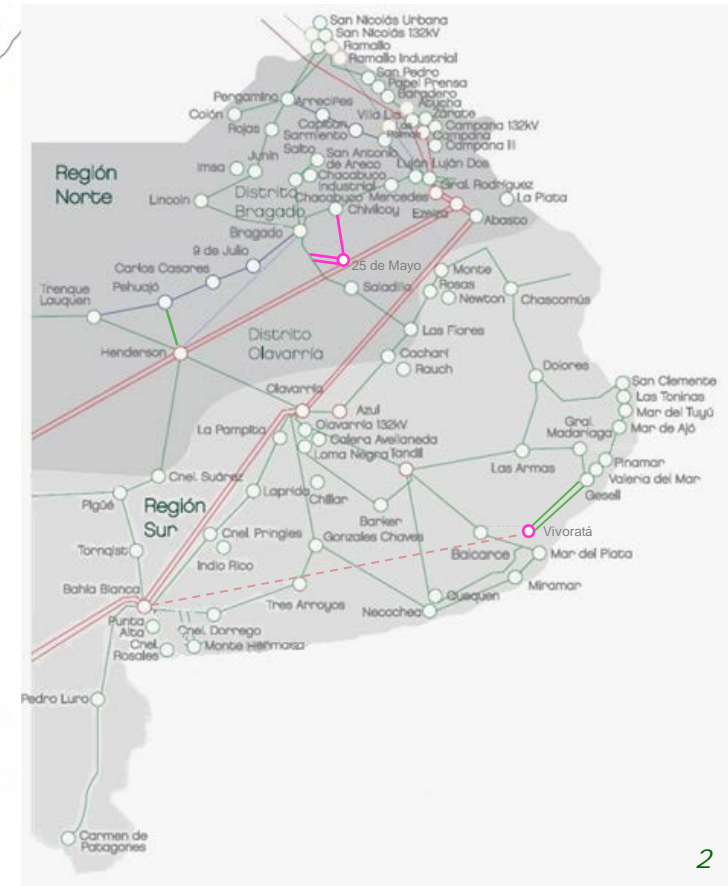 San Nicolás Urbana
San Nicolás 132kV
Ramallo
Ramallo Industrial
San Pedro
Papel Prensa
Baradero
Atucha
Villa Lia
Zárate
Las Palmas
Campana 132kV
Campana
Campana III
Pergamino
Arrecifes
Colón
Capitán
Sarmiento
Rojas
Salto
San Antonio
de Areco
Junín
Imsa
Chacabuco
Industrial
Chacabuco
Luján
Luján Dos
Mercedes
Gral. Rodríguez
Región
Norte
Distrito
Bragado
Lincoln
Chivilcoy
La Plata
Ezeiza
Abasto
Bragado
9 de Julio
25 de Mayo
Carlos Casares
Pehuajó
Trenque
Lauquen
Saladillo
Monte
Rosas
Newton
Chascomús
Las Flores
Henderson
Distrito
Olavarría
Cacharí
Rauch
Dolores
Olavarría
Azul
San Clemente
Las Toninas
Mar del Tuyú
Mar de Ajó
La Pampita
Olavarría 132kV
Calera Avellaneda
Loma Negra
Tandil
Gral.
Madariaga
Las Armas
Pinamar
Valeria del Mar
Gesell
Cnel. Suárez
Pigüé
Región
Sur
Laprida
Chillar
Barker
Vivoratá
Cnel. Pringles
Gonzales Chaves
Balcarce
Mar del Plata
Tornqist
Indio Rico
Miramar
Bahía Blanca
Tres Arroyos
Quequen
Necochea
Punta
Alta
Cnel. Dorrego
Cnel.
Rosales
Monte Hermoso
Pedro Luro
Carmen de
Patagones
2